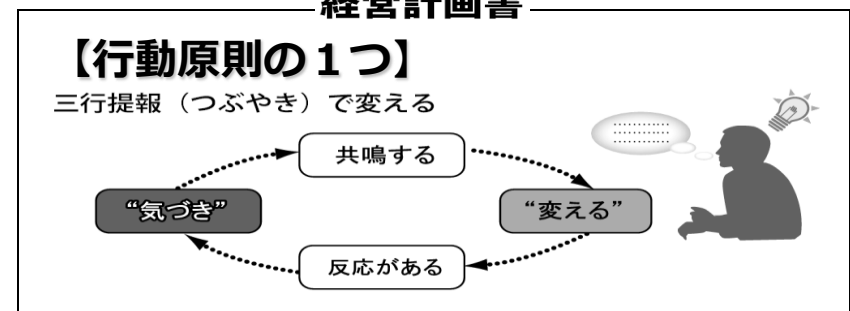 経営計画書
【行動原則の１つ】
三行提報（つぶやき）で変える
共鳴する
“気づき”
“変える”
反応がある